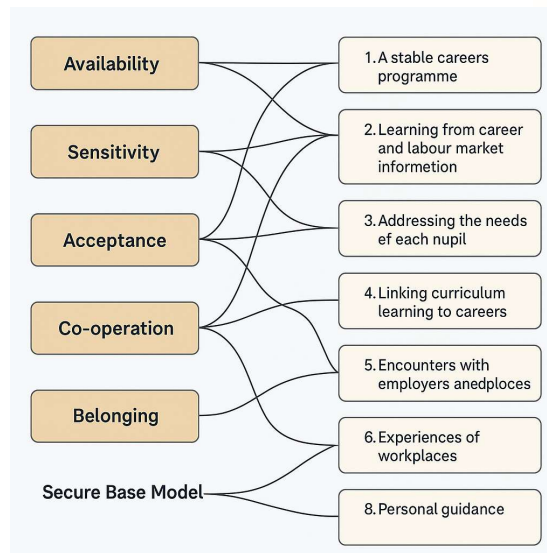 Availability
Sensitivity
Acceptance
Co-operation
Belonging
Secure Base Model
1. A stable careers
programme
2. Learning from career
and labour market
informetion
3. Addressing the needs
ef each nupil
4. Linking curriculum
learning to careers
5. Encounters with
employers anedploces
6. Experiences of
workplaces
8. Personal guidance